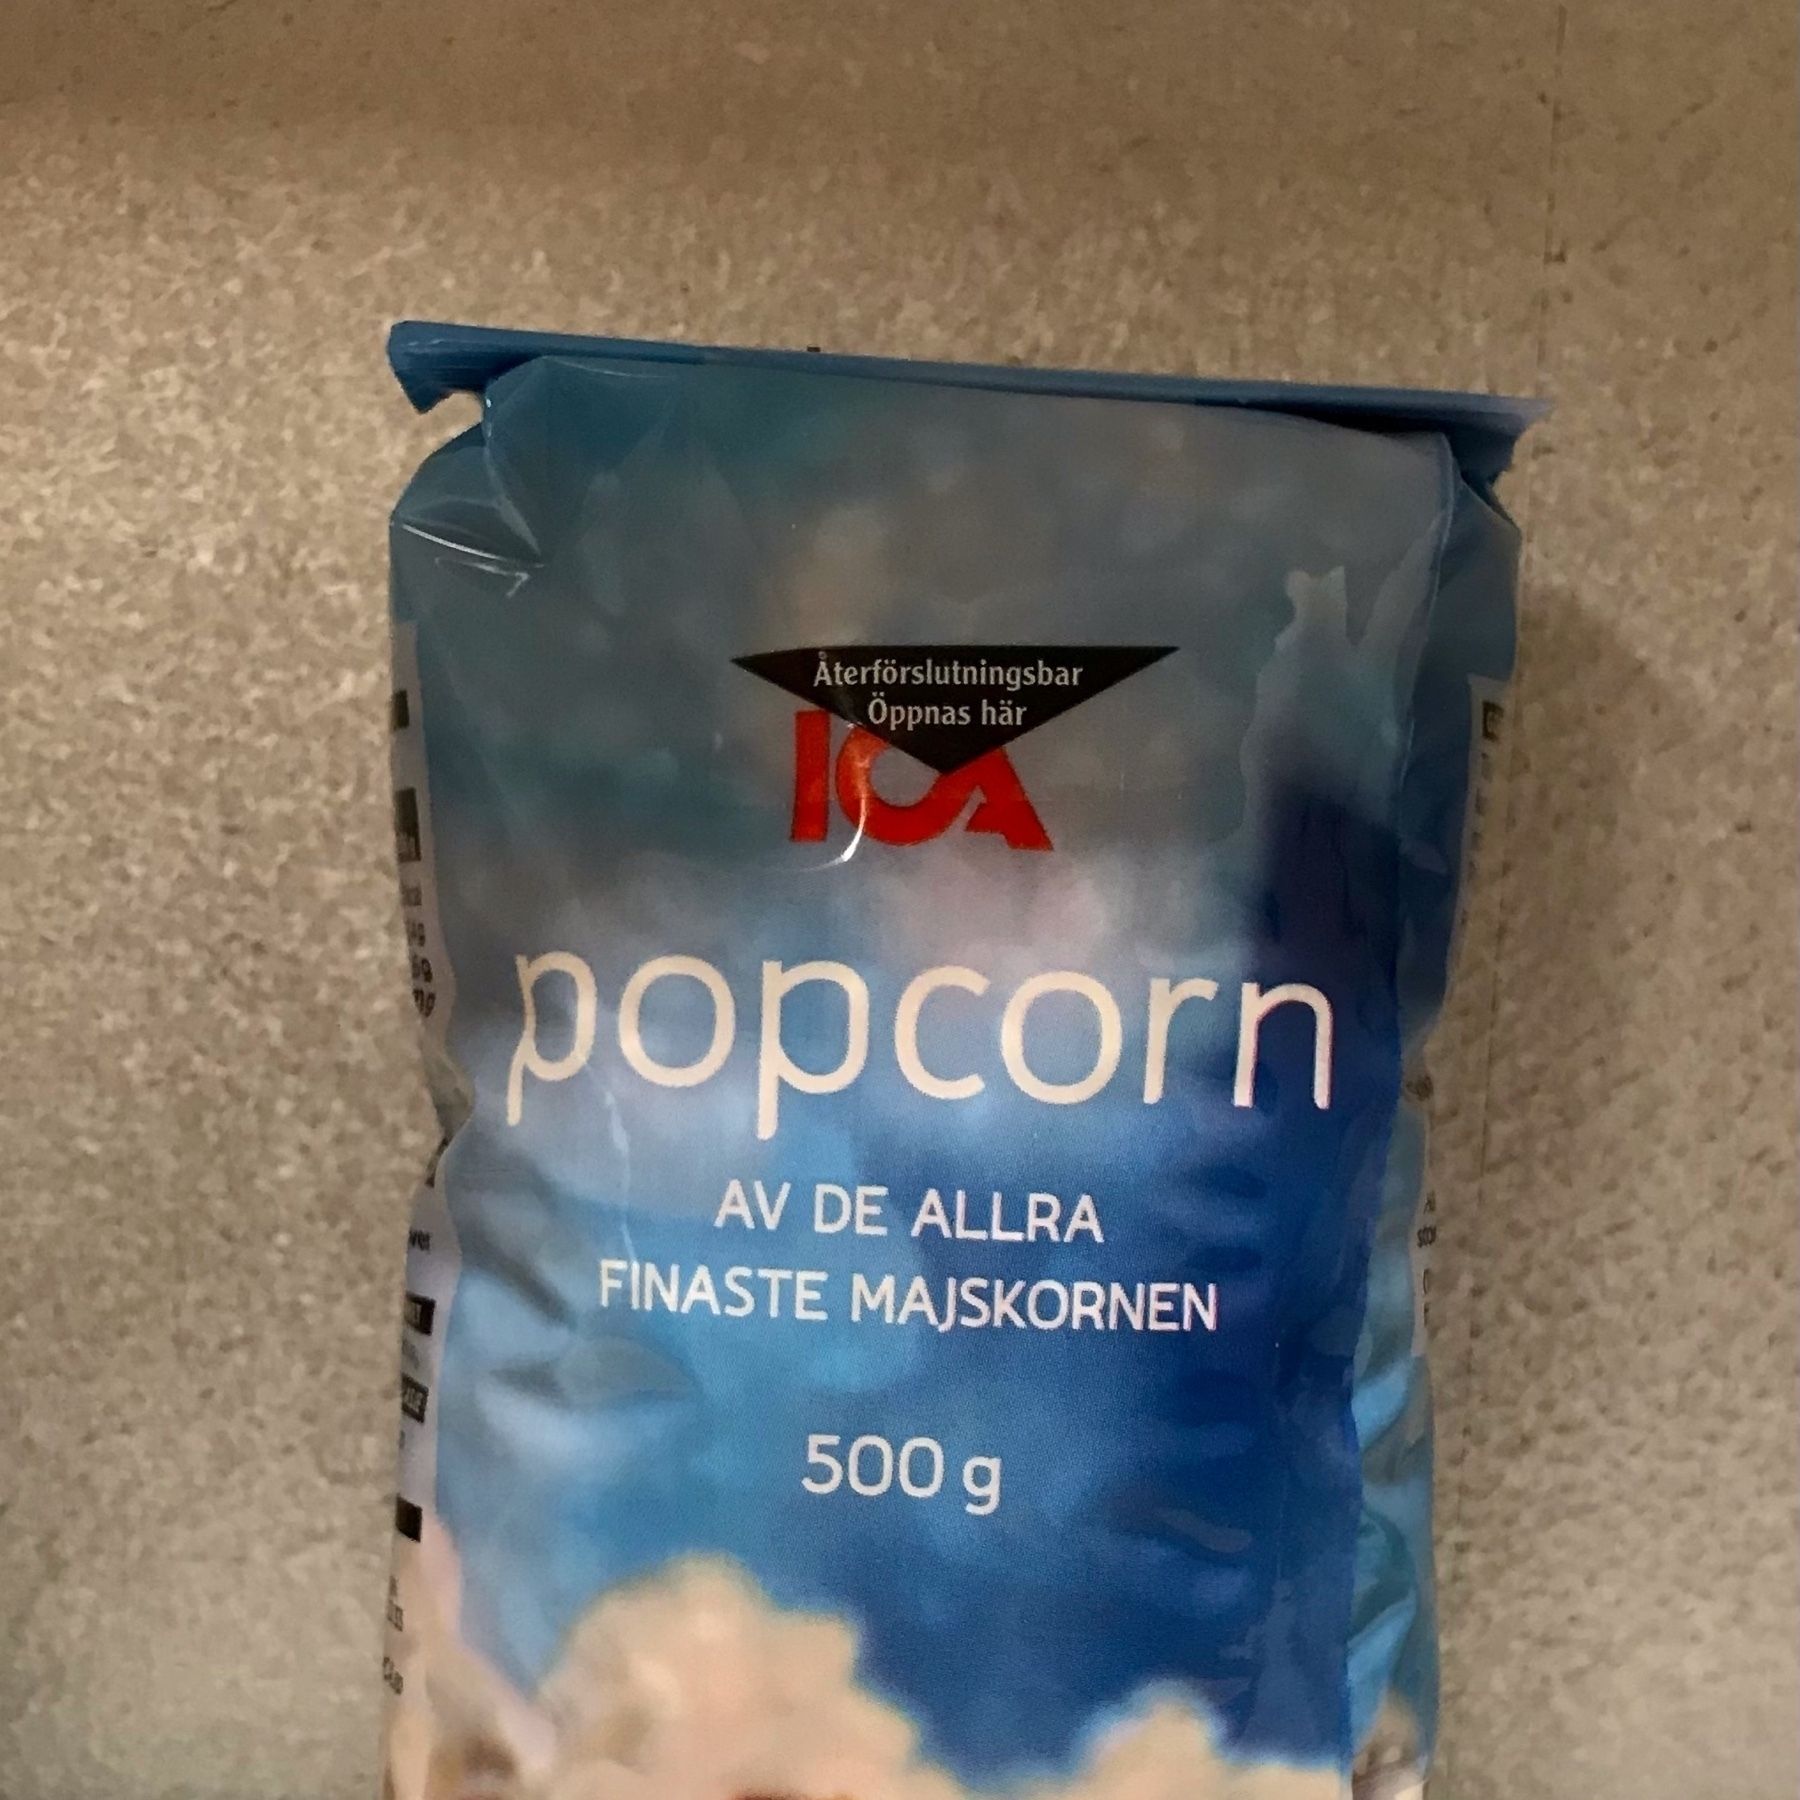 Återförslutningsbar
Öppnas här
ICA
popcorn
AV DE ALLRA
FINASTE MAJSKORNEN
500 g